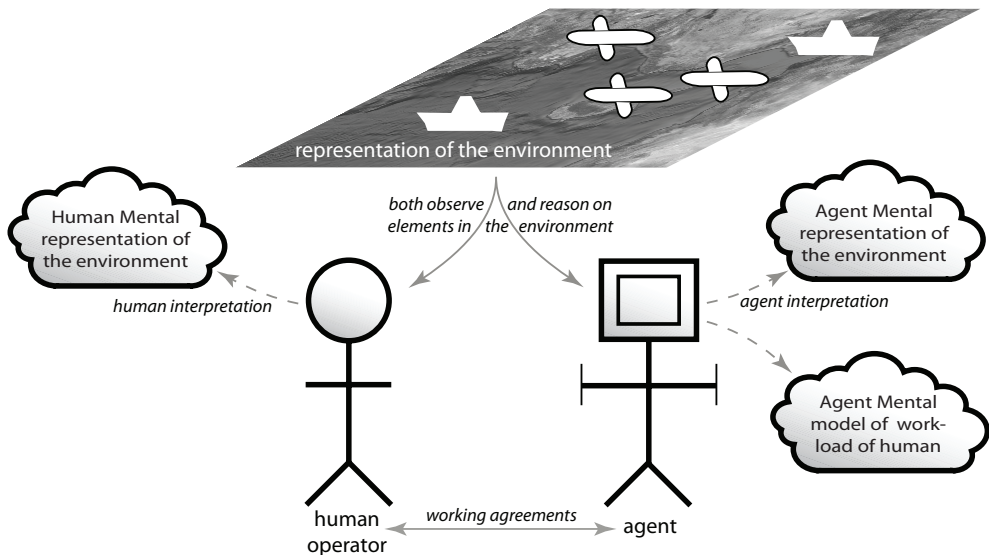 representation of the environment
both observe and reason on
elements in the environment
Human Mental
representation of
the environment
human interpretation
Agent Mental
representation of
the environment
agent interpretation
Agent Mental
model of work-
load of human
human
operator
working agreements
agent